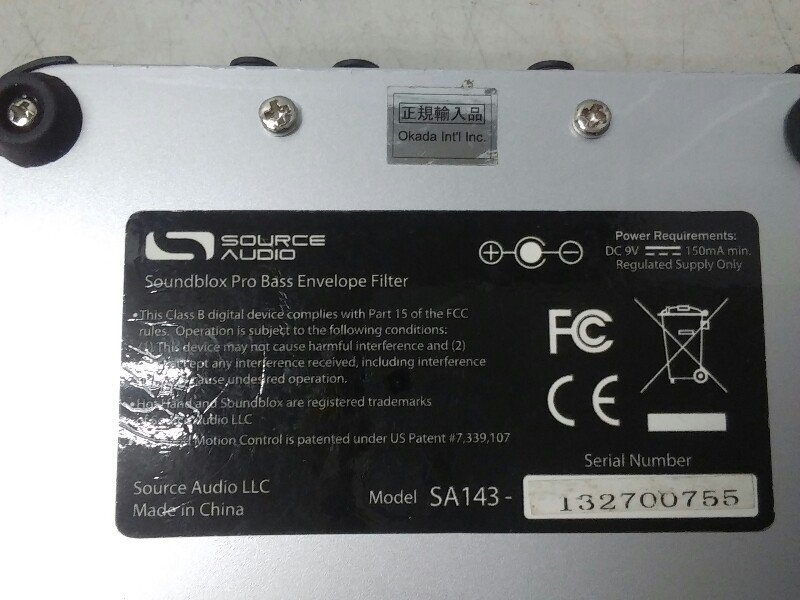 正規輸入品
Okada Int'l Inc.
SOURCE
AUDIO
Soundblox Pro Bass Envelope Filter
Power Requirements:
DC 9V 150mA min.
Regulated Supply Only
•This Class B digital device complies with Part 15 of the FCC
rules. Operation is subject to the following conditions:
(1) This device may not cause harmful interference and (2)
accept any interference received, including interference
cause undesired operation.
• Hot Hand and Soundblox are registered trademarks
Audio LLC
Motion Control is patented under US Patent #7,339,107
FC
CE
Serial Number
Source Audio LLC
Made in China
Model SA143 - 132700755